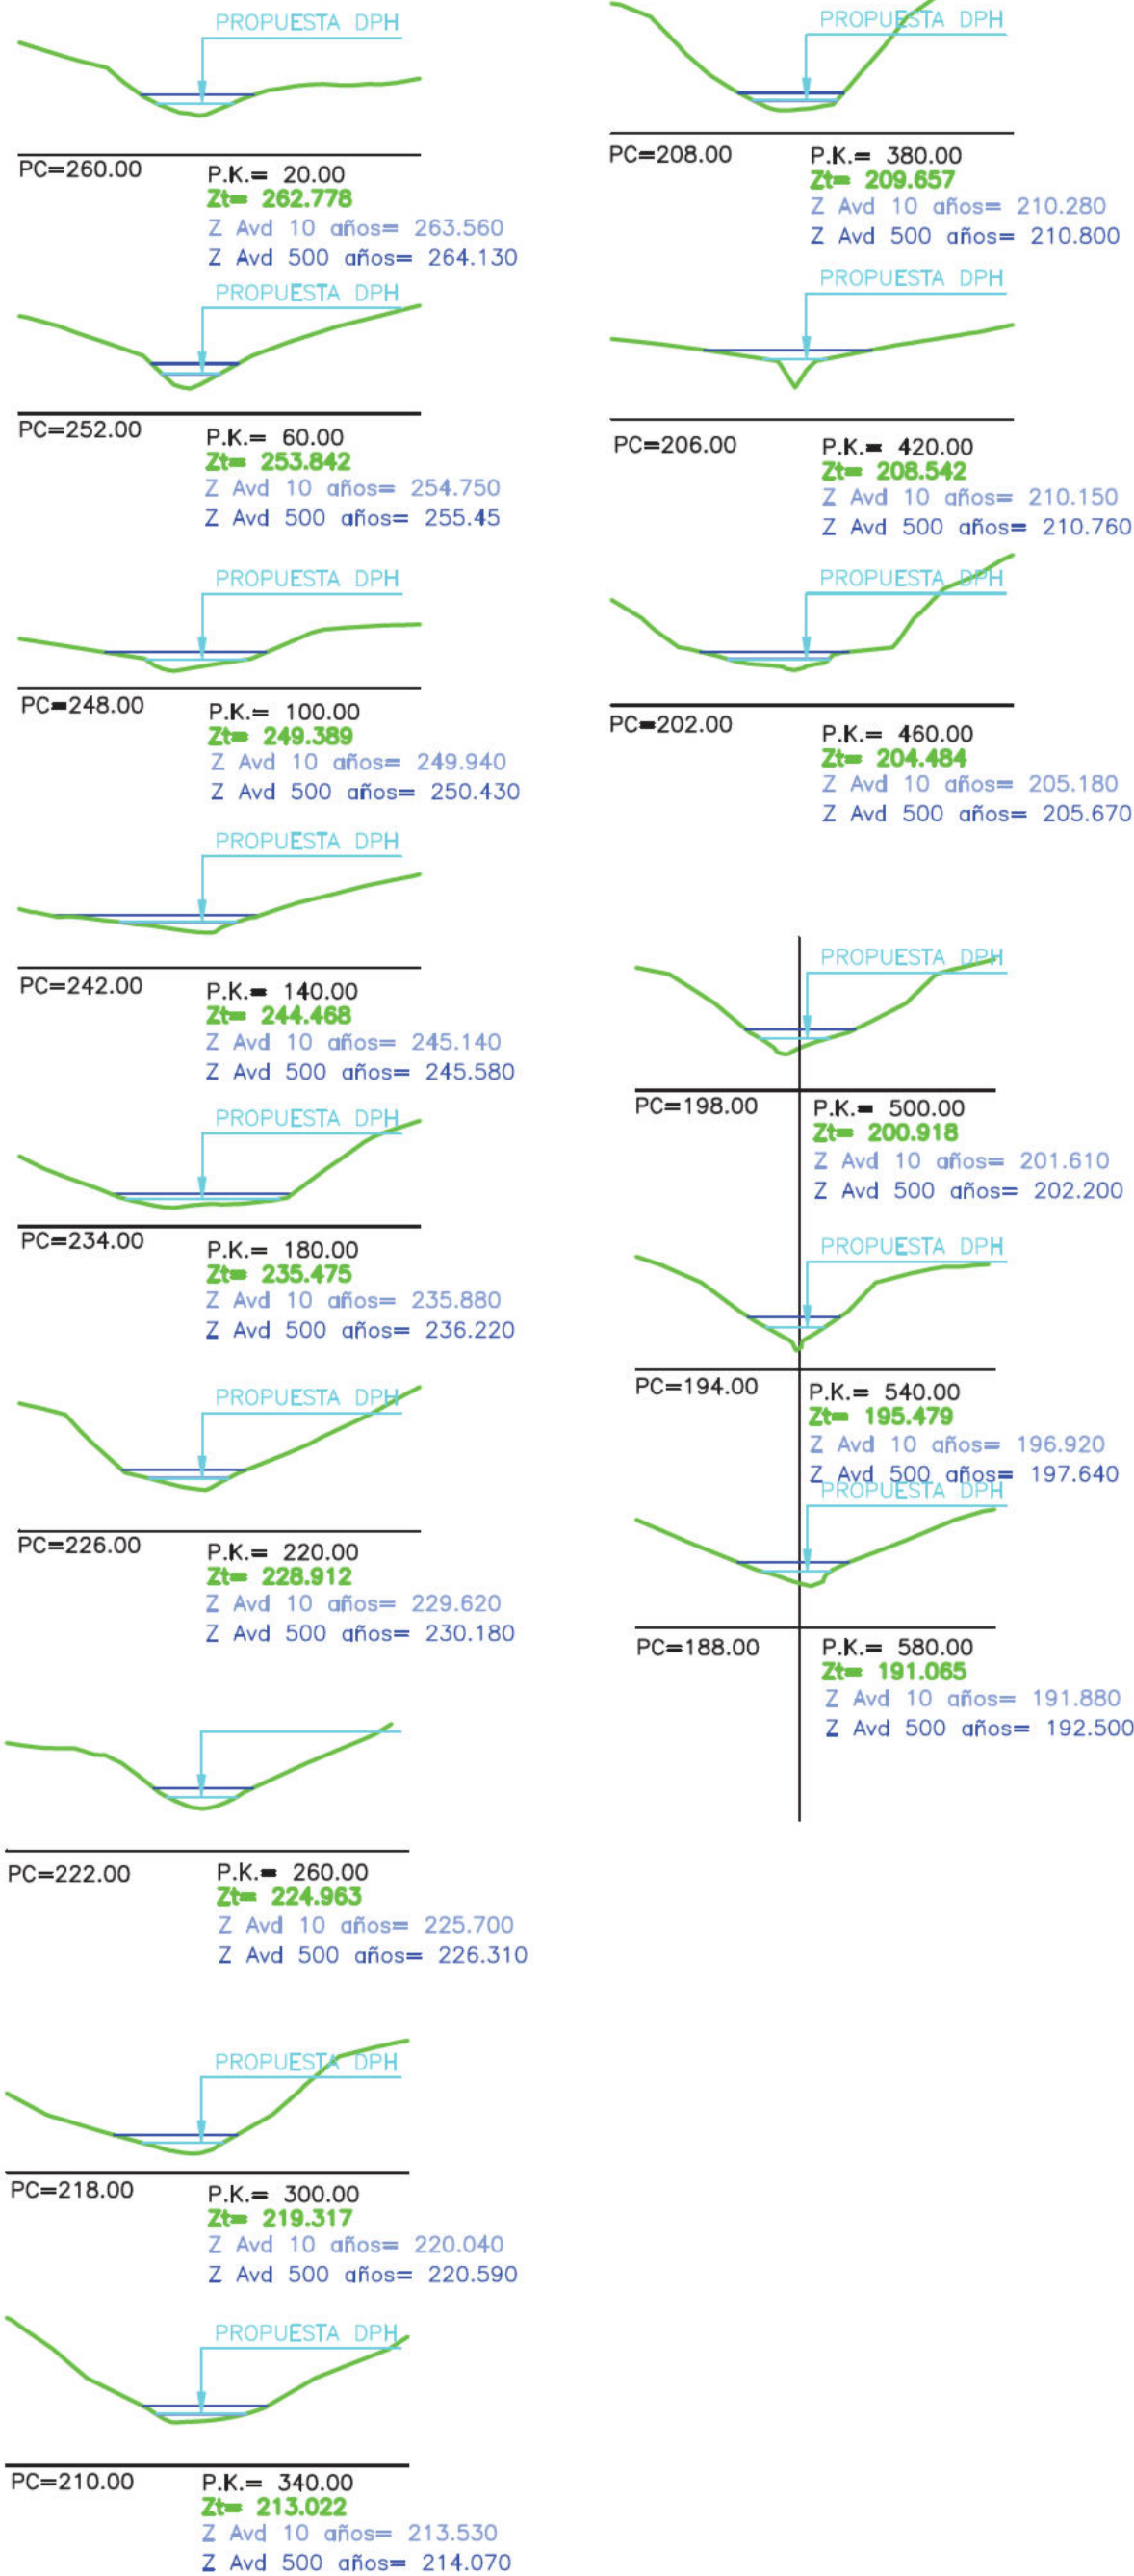 PROPUESTA DPH
PC=260.00
P.K.= 20.00
Zt= 262.778
Z Avd 10 años= 263.560
Z Avd 500 años= 264.130
PROPUESTA DPH
PC=252.00
P.K.= 60.00
Zt= 253.842
Z Avd 10 años= 254.750
Z Avd 500 años= 255.45
PROPUESTA DPH
PC=248.00
P.K.= 100.00
Zt= 249.389
Z Avd 10 años= 249.940
Z Avd 500 años= 250.430
PROPUESTA DPH
PC=242.00
P.K.= 140.00
Zt= 244.468
Z Avd 10 años= 245.140
Z Avd 500 años= 245.580
PROPUESTA DPH
PC=234.00
P.K.= 180.00
Zt= 235.475
Z Avd 10 años= 235.880
Z Avd 500 años= 236.220
PROPUESTA DPH
PC=226.00
P.K.= 220.00
Zt= 228.912
Z Avd 10 años= 229.620
Z Avd 500 años= 230.180
PC=222.00
P.K.= 260.00
Zt= 224.963
Z Avd 10 años= 225.700
Z Avd 500 años= 226.310
PROPUESTA DPH
PC=218.00
P.K.= 300.00
Zt= 219.317
Z Avd 10 años= 220.040
Z Avd 500 años= 220.590
PROPUESTA DPH
PC=210.00
P.K.= 340.00
Zt= 213.022
Z Avd 10 años= 213.530
Z Avd 500 años= 214.070
PROPUESTA DPH
PC=208.00
P.K.= 380.00
Zt= 209.657
Z Avd 10 años= 210.280
Z Avd 500 años= 210.800
PROPUESTA DPH
PC=206.00
P.K.= 420.00
Zt= 208.542
Z Avd 10 años= 210.150
Z Avd 500 años= 210.760
PROPUESTA DPH
PC=202.00
P.K.= 460.00
Zt= 204.484
Z Avd 10 años= 205.180
Z Avd 500 años= 205.670
PROPUESTA DPH
PC=198.00
P.K.= 500.00
Zt= 200.918
Z Avd 10 años= 201.610
Z Avd 500 años= 202.200
PROPUESTA DPH
PC=194.00
P.K.= 540.00
Zt= 195.479
Z Avd 10 años= 196.920
Z Avd 500 años= 197.640
PROPUESTA DPH
PC=188.00
P.K.= 580.00
Zt= 191.065
Z Avd 10 años= 191.880
Z Avd 500 años= 192.500